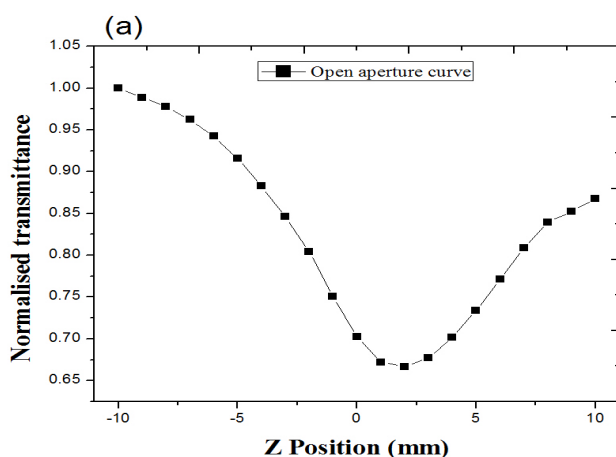 (a)
1.05
1.00
0.95
0.90
0.85
0.80
0.75
0.70
0.65
Normalised transmittance
Open aperture curve
-10 -5 0 5 10
Z Position (mm)